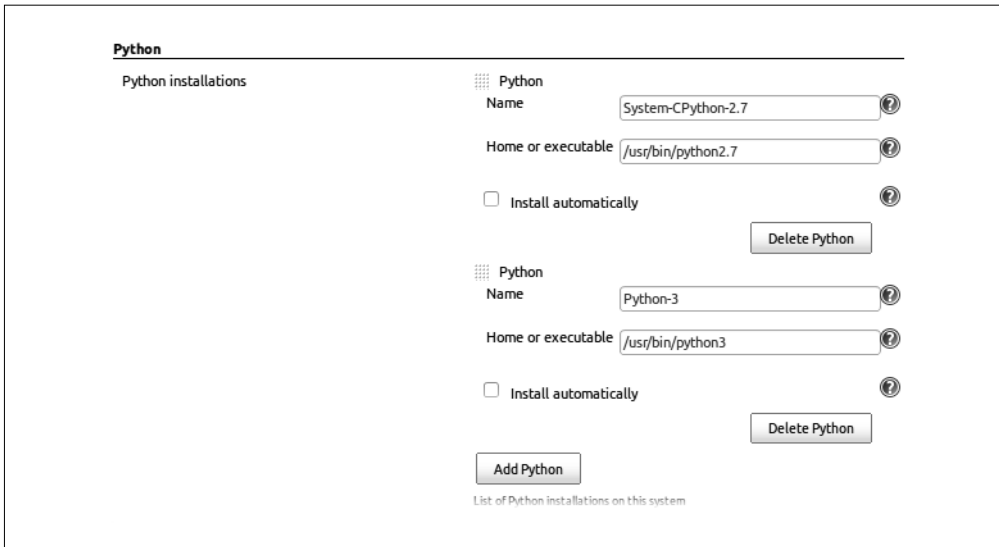 Python
Python installations
Python
Name
System-CPython-2.7
Home or executable
/usr/bin/python2.7
Install automatically
Delete Python
Python
Name
Python-3
Home or executable
/usr/bin/python3
Install automatically
Delete Python
Add Python
List of Python installations on this system